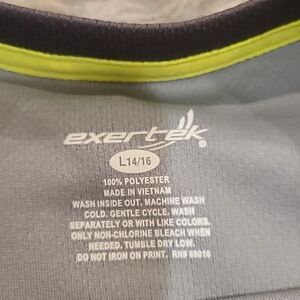 exertek®
L14/16
100% POLYESTER
MADE IN VIETNAM
WASH INSIDE OUT. MACHINE WASH
COLD. GENTLE CYCLE. WASH
SEPARATELY OR WITH LIKE COLORS.
ONLY NON-CHLORINE BLEACH WHEN
NEEDED. TUMBLE DRY LOW.
DO NOT IRON ON PRINT. RN#